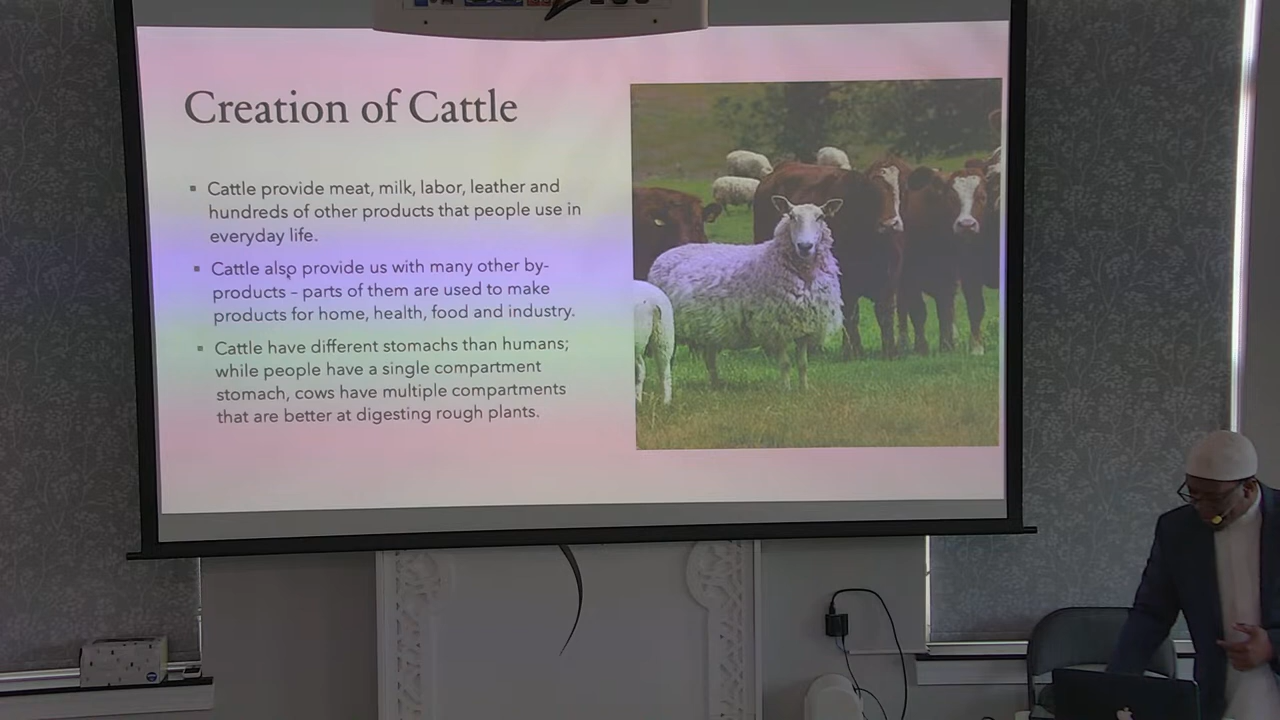 Creation of Cattle
▪ Cattle provide meat, milk, labor, leather and
hundreds of other products that people use in
everyday life.
▪ Cattle also provide us with many other by-
products – parts of them are used to make
products for home, health, food and industry.
▪ Cattle have different stomachs than humans;
while people have a single compartment
stomach, cows have multiple compartments
that are better at digesting rough plants.